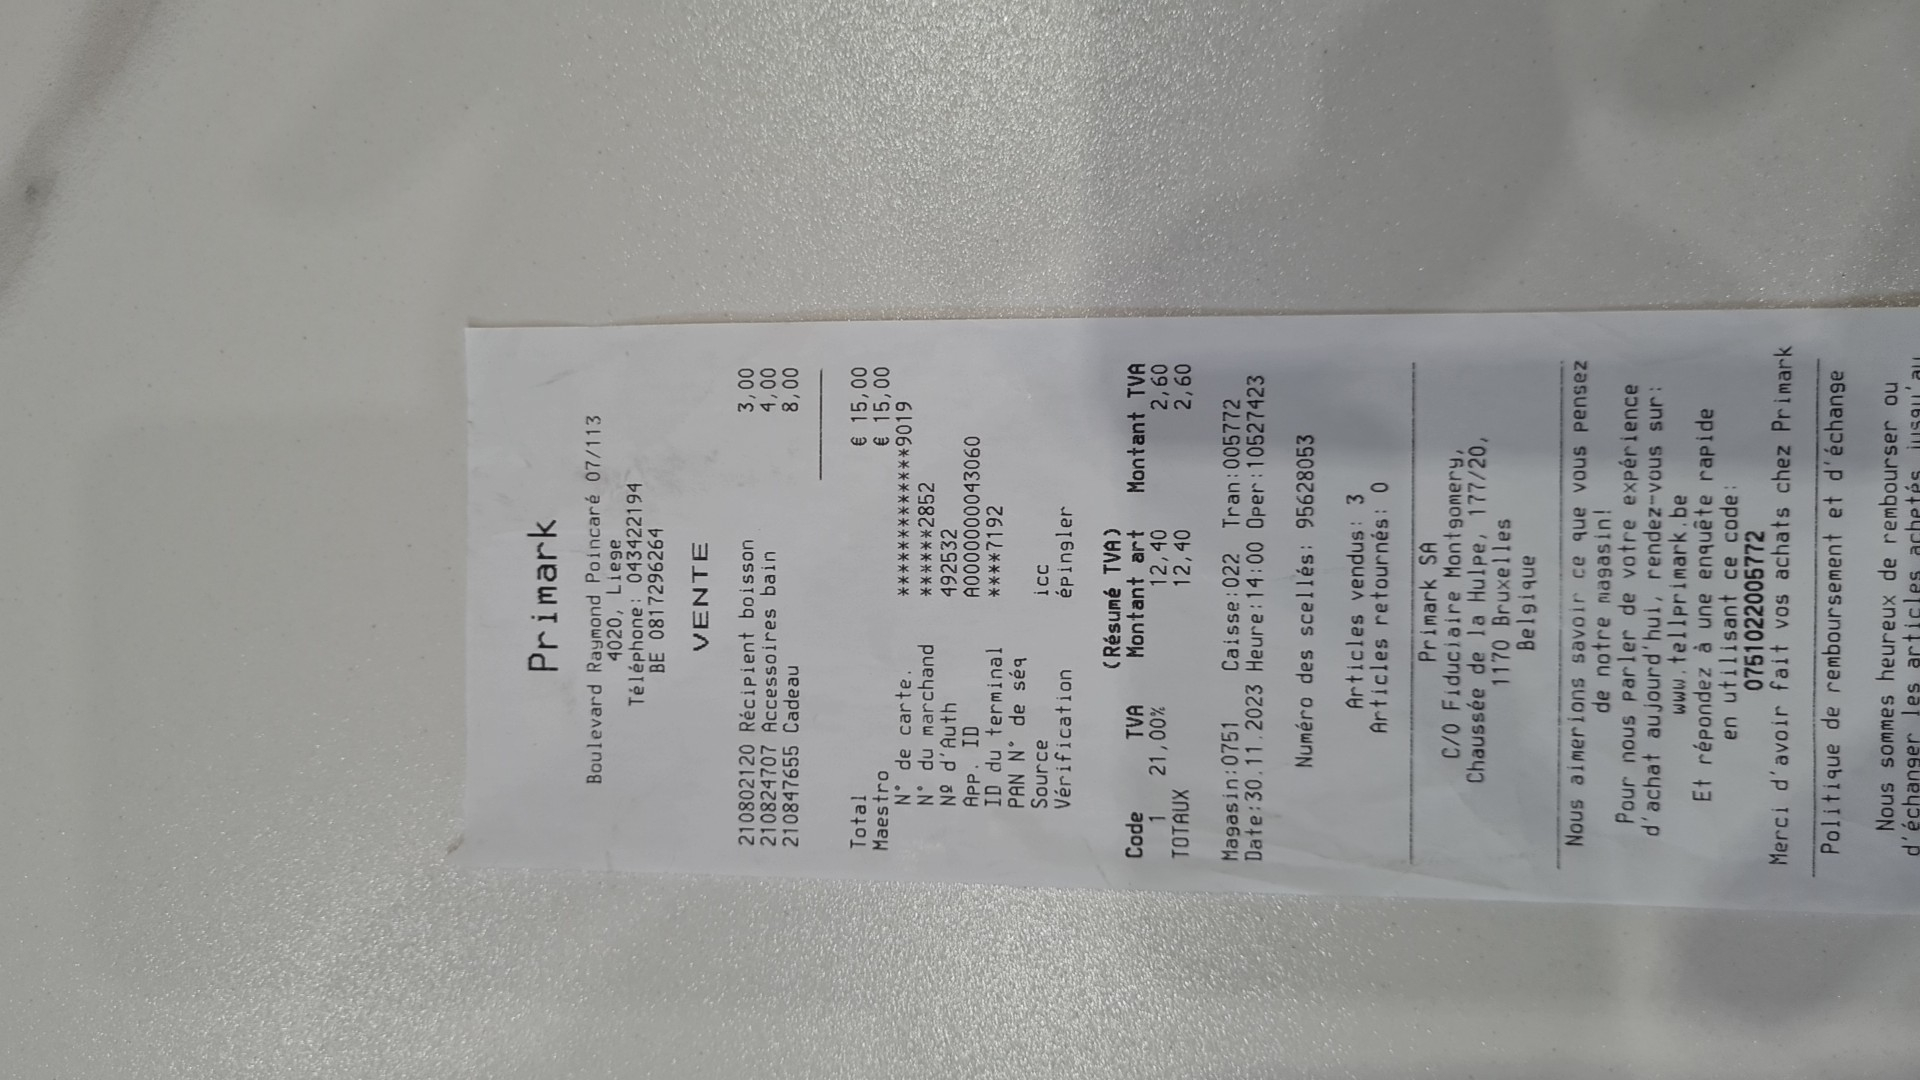 Primark
Boulevard Raymond Poincaré 07/113
4020, Liege
Téléphone: 043422194
BE 0817296264
VENTE
210802120 Récipient boisson 3,00
210824707 Accessoires bain 4,00
210847655 Cadeau 8,00
Total € 15,00
Maestro € 15,00
N° de carte. ***************9019
N° du marchand ******2852
Nº d'Auth 492532
App. ID A0000000043060
ID du terminal ****7192
PAN N° de séq
Source icc
Vérification épingler
(Résumé TVA)
Code TVA Montant art Montant TVA
1 21,00% 12,40 2,60
TOTAUX 12,40 2,60
Magasin:0751 Caisse:022 Tran:005772
Date:30.11.2023 Heure:14:00 Oper:10527423
Numéro des scellés: 95628053
Articles vendus: 3
Articles retournés: 0
Primark SA
C/O Fiduciaire Montgomery,
Chaussée de la Hulpe, 177/20,
1170 Bruxelles
Belgique
Nous aimerions savoir ce que vous pensez
de notre magasin!
Pour nous parler de votre expérience
d'achat aujourd'hui, rendez-vous sur:
www.tellprimark.be
Et répondez à une enquête rapide
en utilisant ce code:
075102200577​2
Merci d'avoir fait vos achats chez Primark
Politique de remboursement et d'échange
Nous sommes heureux de rembourser ou
d'échanger les articles achetés jusqu'au